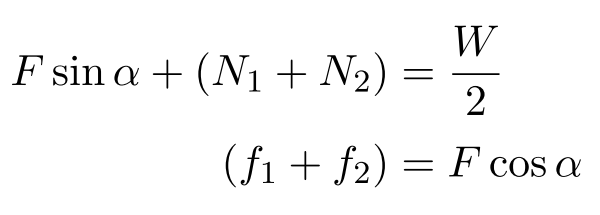 F sin α + (N₁ + N₂) = W/2
(f₁ + f₂) = F cos α